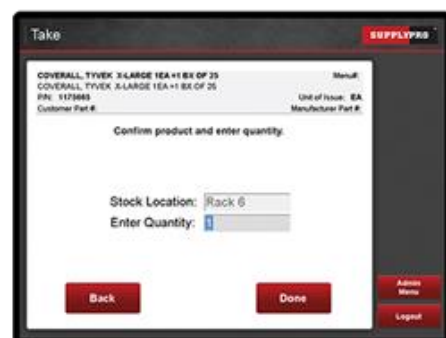 Take
SUPPLYPRO
COVERALL, TYVEK X-LARGE 1EA =1 BX OF 25
Menu#:
COVERALL, TYVEK X-LARGE 1EA =1 BX OF 25
P/N: 1175665
Unit of Issue: EA
Customer Part #:
Manufacturer Part #:
Confirm product and enter quantity.
Stock Location: Rack 6
Enter Quantity: 1
Back
Done
Admin
Menu
Logout